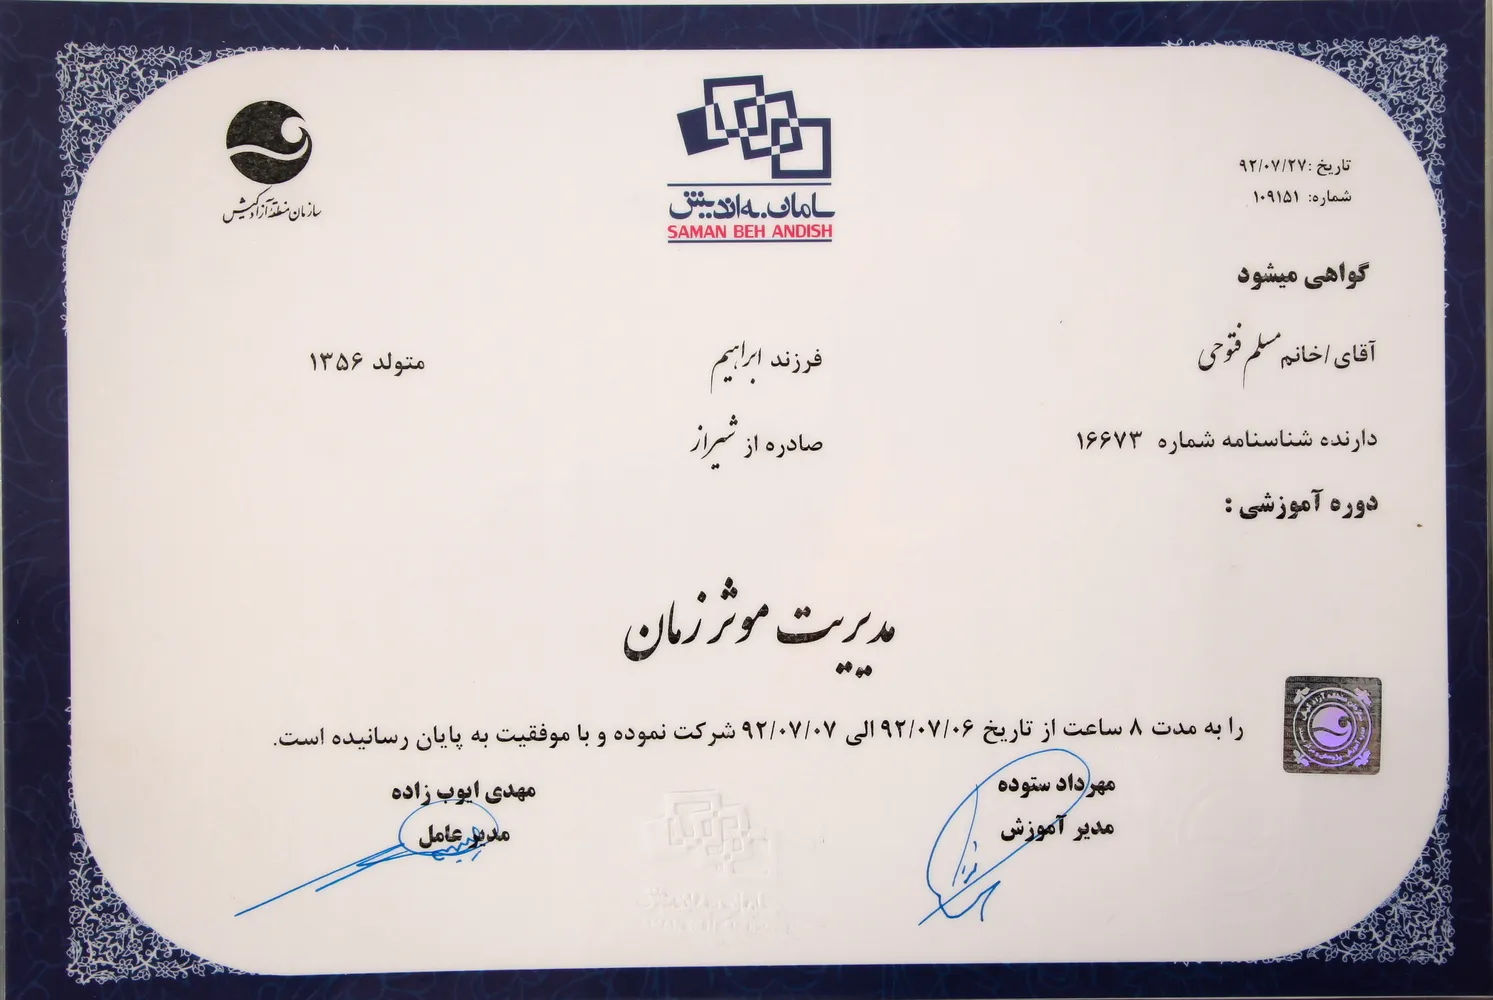 سازمان منطقه آزاد کیش
سامان به اندیش
SAMAN BEH ANDISH
تاریخ: ۹۲/۰۷/۲۷
شماره: ۱۰۹۱۵۱
گواهی میشود
آقای/خانم مسلم فتوحی فرزند ابراهیم متولد ۱۳۵۶
دارنده شناسنامه شماره ۱۶۶۷۳ صادره از شیراز
دوره آموزشی :
مدیریت موثر زمان
را به مدت ۸ ساعت از تاریخ ۹۲/۰۷/۰۶ الی ۹۲/۰۷/۰۷ شرکت نموده و با موفقیت به پایان رسانیده است.
مهرداد ستوده مهدی ایوب زاده
مدیر آموزش مدیر عامل